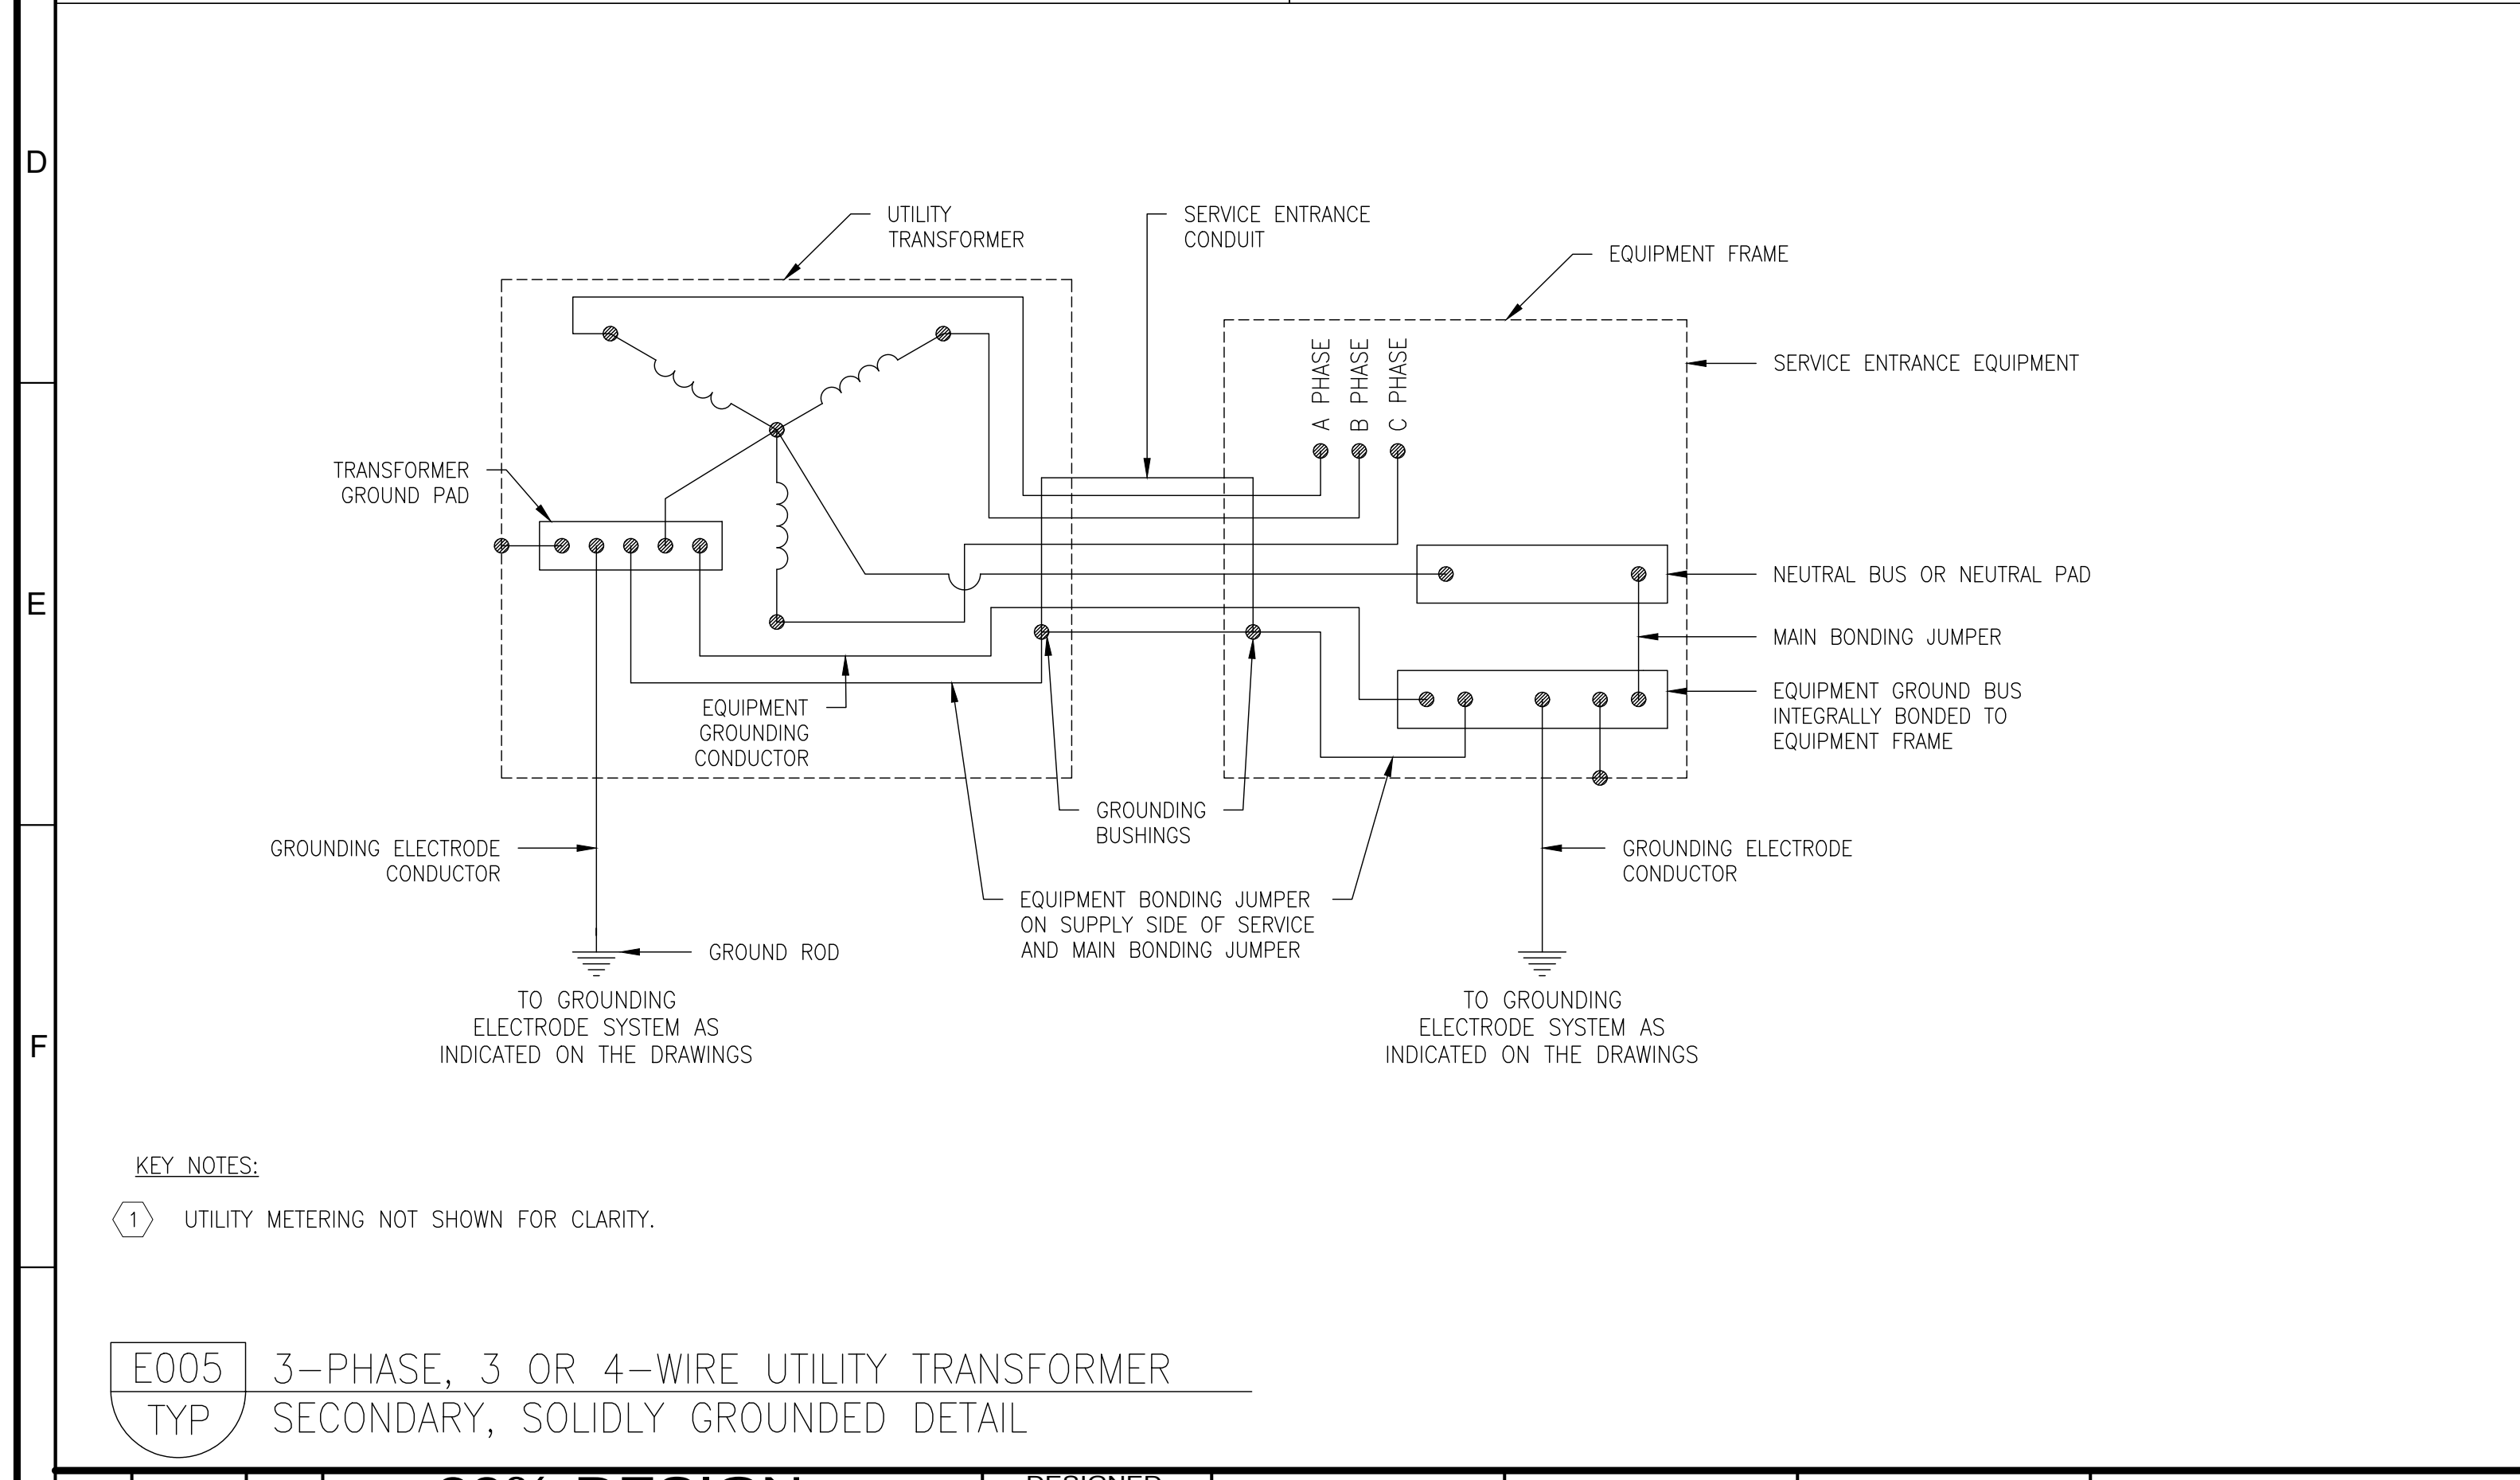 D
E
F
UTILITY
TRANSFORMER
SERVICE ENTRANCE
CONDUIT
EQUIPMENT FRAME
A PHASE
B PHASE
C PHASE
SERVICE ENTRANCE EQUIPMENT
TRANSFORMER
GROUND PAD
NEUTRAL BUS OR NEUTRAL PAD
MAIN BONDING JUMPER
EQUIPMENT GROUND BUS
INTEGRALLY BONDED TO
EQUIPMENT FRAME
EQUIPMENT
GROUNDING
CONDUCTOR
GROUNDING
BUSHINGS
GROUNDING ELECTRODE
CONDUCTOR
GROUNDING ELECTRODE
CONDUCTOR
EQUIPMENT BONDING JUMPER
ON SUPPLY SIDE OF SERVICE
AND MAIN BONDING JUMPER
GROUND ROD
TO GROUNDING
ELECTRODE SYSTEM AS
INDICATED ON THE DRAWINGS
TO GROUNDING
ELECTRODE SYSTEM AS
INDICATED ON THE DRAWINGS
KEY NOTES:
1 UTILITY METERING NOT SHOWN FOR CLARITY.
E005
TYP
3-PHASE, 3 OR 4-WIRE UTILITY TRANSFORMER
SECONDARY, SOLIDLY GROUNDED DETAIL
DESIGN
DESIGNED